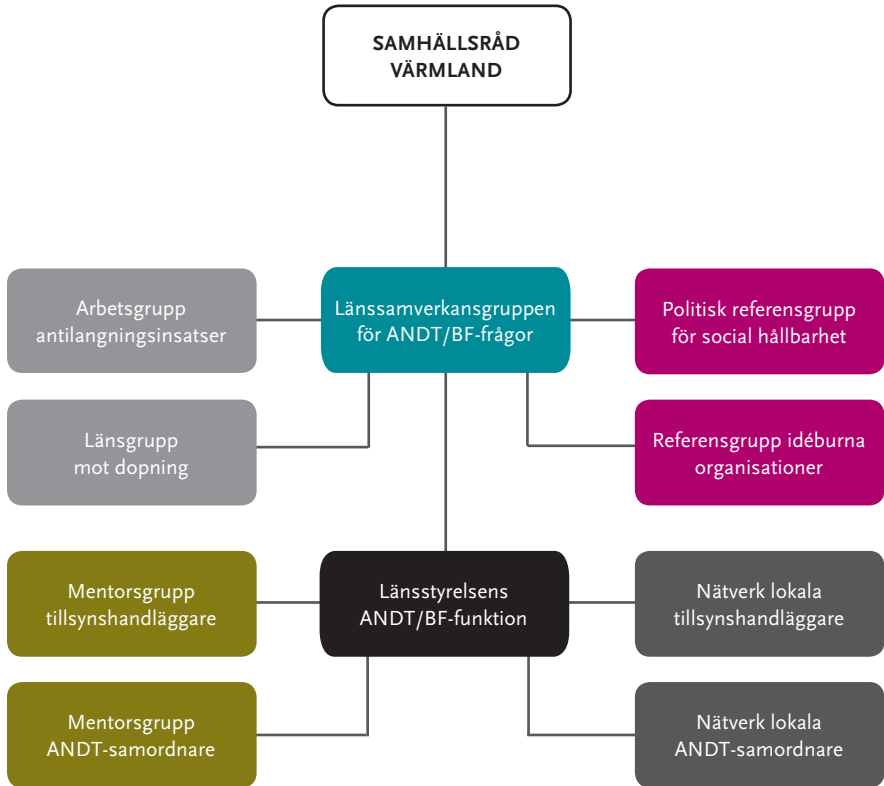 SAMHÄLLSRÅD
VÄRMLAND
Arbetsgrupp
antilangningsinsatser
Länssamverkansgruppen
för ANDT/BF-frågor
Politisk referensgrupp
för social hållbarhet
Länsgrupp
mot dopning
Referensgrupp idéburna
organisationer
Mentorsgrupp
tillsynshandläggare
Länsstyrelsens
ANDT/BF-funktion
Nätverk lokala
tillsynshandläggare
Mentorsgrupp
ANDT-samordnare
Nätverk lokala
ANDT-samordnare